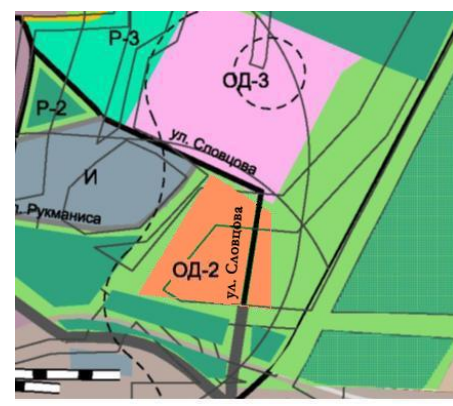 Р-3
ОД-3
Р-2
ул. Словцова
И
л. Рукманиса
ОД-2
ул. Словцова